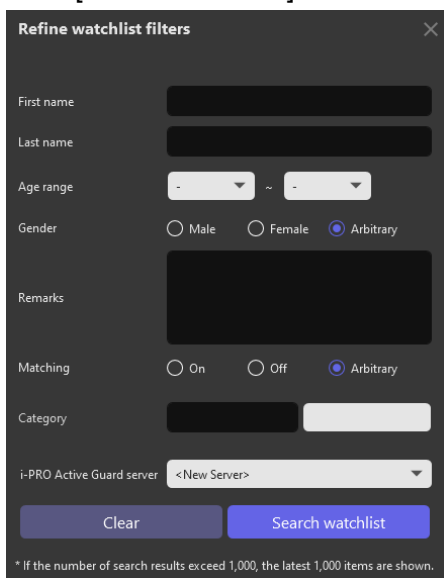 Refine watchlist filters
First name
Last name
Age range - ~ -
Gender Male Female Arbitrary
Remarks
Matching On Off Arbitrary
Category
i-PRO Active Guard server <New Server>
Clear Search watchlist
* If the number of search results exceed 1,000, the latest 1,000 items are shown.